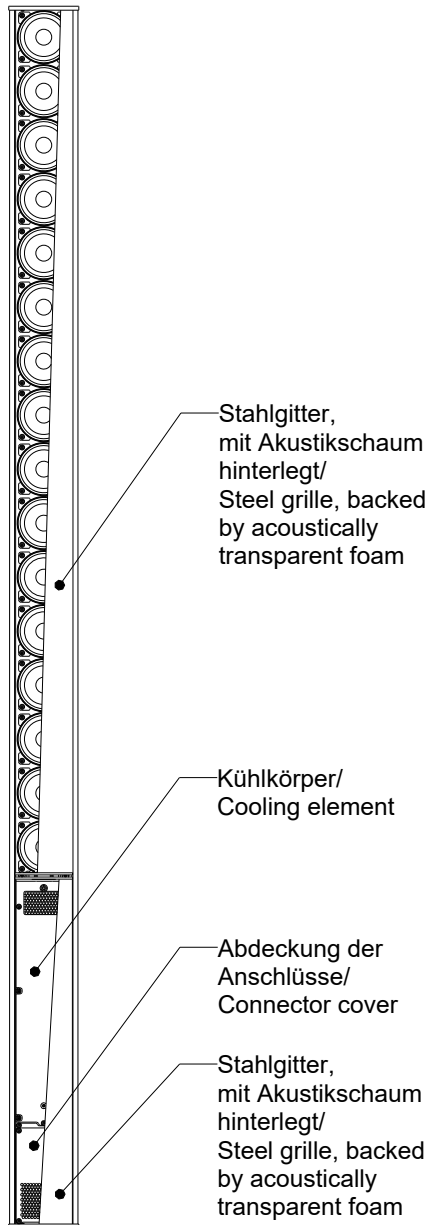 Stahlgitter,
mit Akustikschaum
hinterlegt/
Steel grille, backed
by acoustically
transparent foam
Kühlkörper/
Cooling element
Abdeckung der
Anschlüsse/
Connector cover
Stahlgitter,
mit Akustikschaum
hinterlegt/
Steel grille, backed
by acoustically
transparent foam